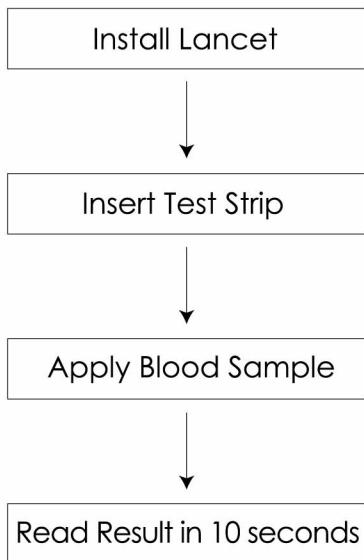 Install Lancet
Insert Test Strip
Apply Blood Sample
Read Result in 10 seconds